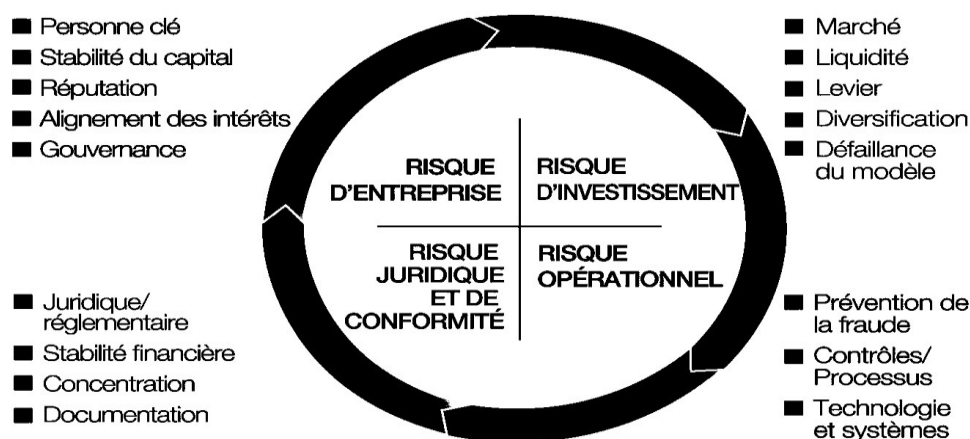 Personne clé
Stabilité du capital
Réputation
Alignement des intérêts
Gouvernance
Marché
Liquidité
Levier
Diversification
Défaillance
du modèle
RISQUE
D'ENTREPRISE
RISQUE
D'INVESTISSEMENT
RISQUE
JURIDIQUE
ET DE
CONFORMITÉ
RISQUE
OPÉRATIONNEL
Juridique/
réglementaire
Stabilité financière
Concentration
Documentation
Prévention de
la fraude
Contrôles/
Processus
Technologie
et systèmes